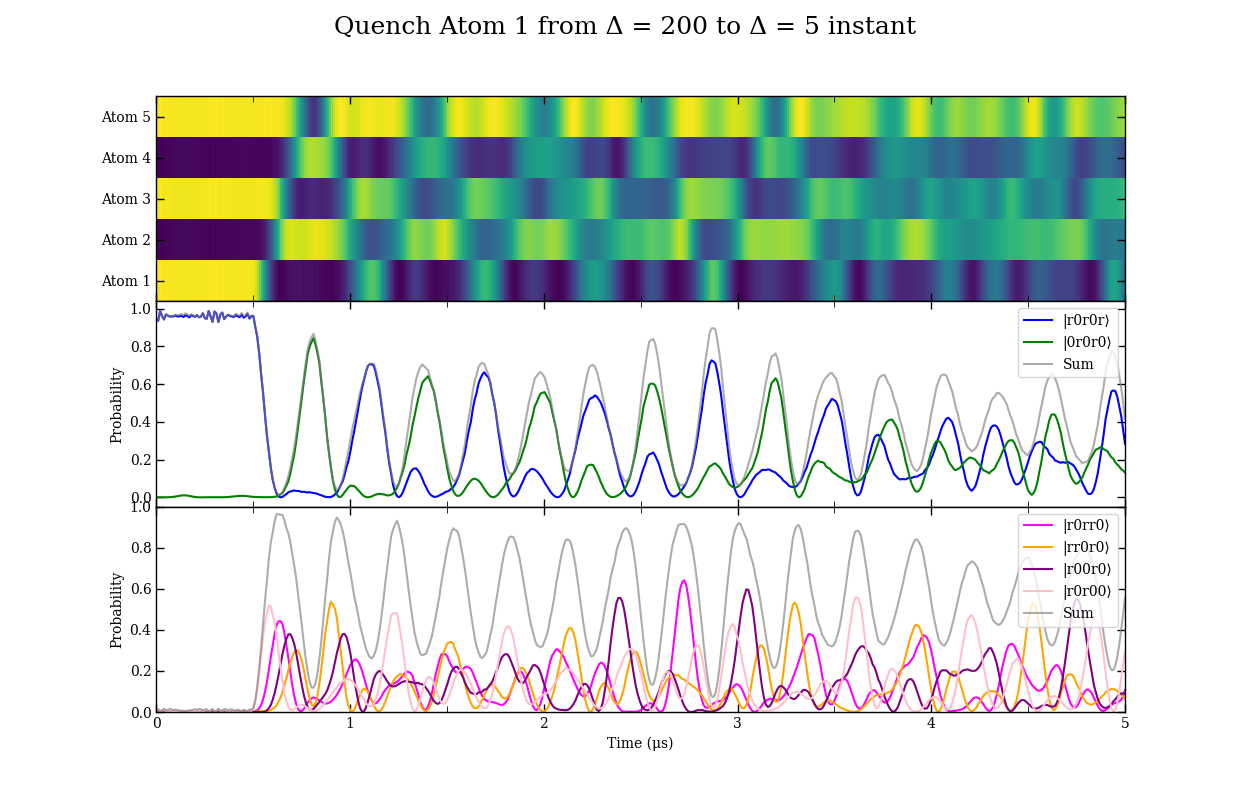 Quench Atom 1 from Δ = 200 to Δ = 5 instant
Atom 5
Atom 4
Atom 3
Atom 2
Atom 1
1.0
0.8
0.6
0.4
0.2
0.0
Probability
|r0r0r⟩
|0r0r0⟩
Sum
1.0
0.8
0.6
0.4
0.2
0.0
Probability
|r0rr0⟩
|rr0r0⟩
|r00r0⟩
|r0r00⟩
Sum
0 1 2 3 4 5
Time (μs)